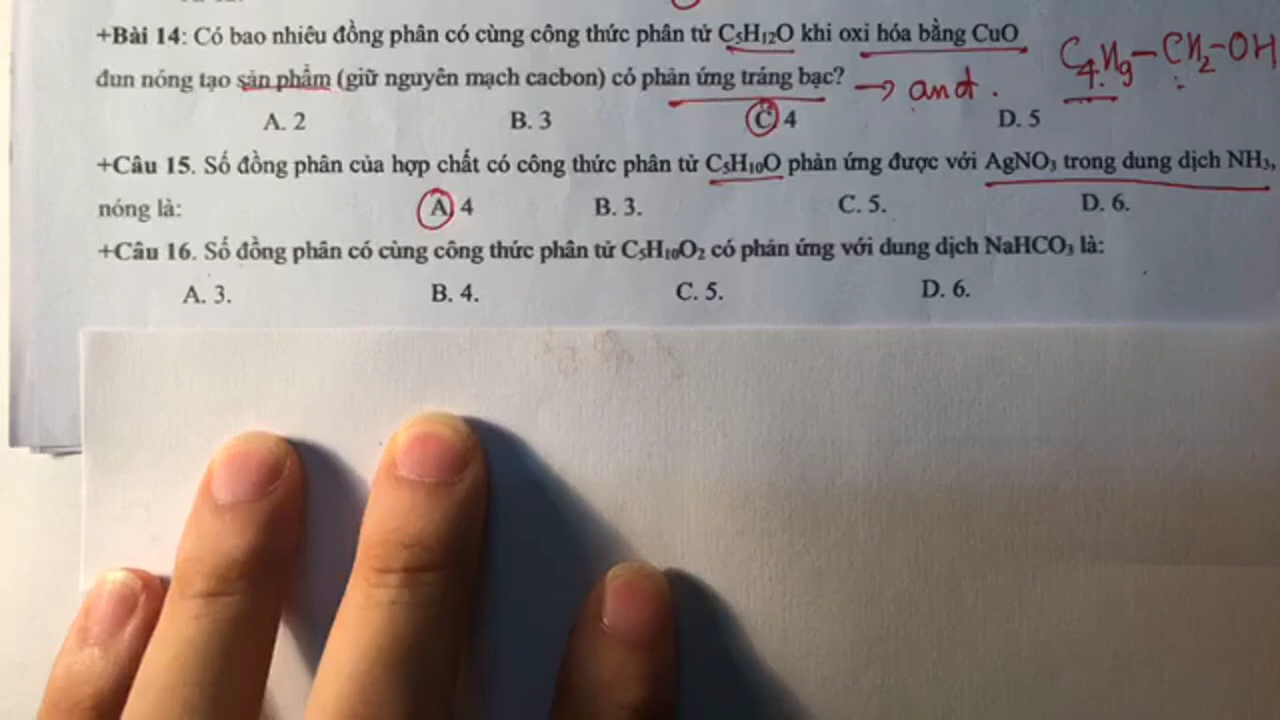 +Bài 14: Có bao nhiêu đồng phân có cùng công thức phân tử C₅H₁₂O khi oxi hóa bằng CuO
C₄H₉-CH₂-OH
đun nóng tạo sản phẩm (giữ nguyên mạch cacbon) có phản ứng tráng bạc? → anđ.
A. 2 B. 3 C 4 D. 5
+Câu 15. Số đồng phân của hợp chất có công thức phân tử C₅H₁₀O phản ứng được với AgNO₃ trong dung dịch NH₃,
nóng là: A 4 B. 3. C. 5. D. 6.
+Câu 16. Số đồng phân có cùng công thức phân tử C₅H₁₀O₂ có phản ứng với dung dịch NaHCO₃ là:
A. 3. B. 4. C. 5. D. 6.